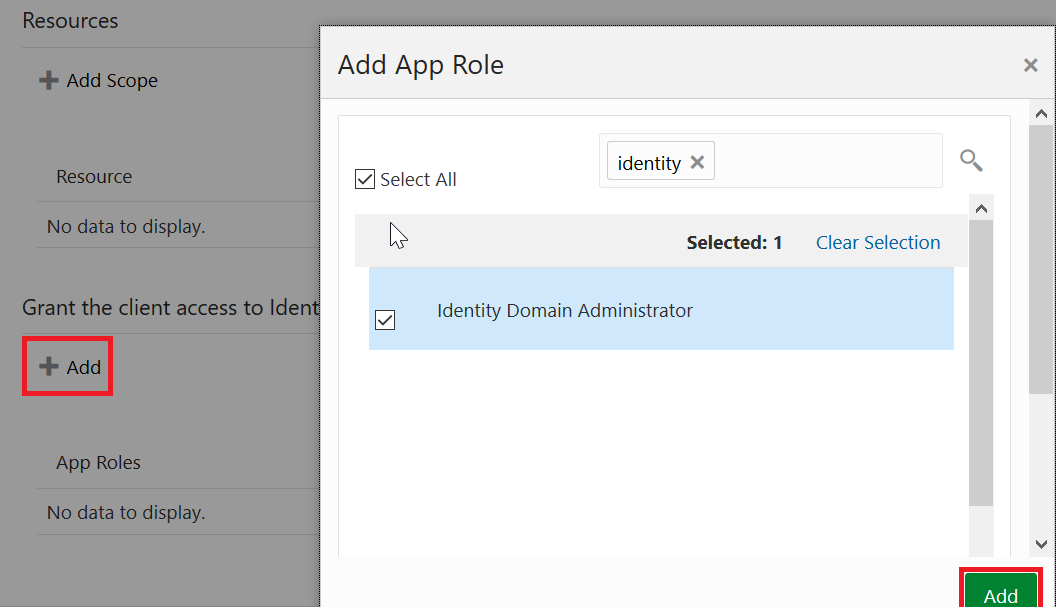 Resources
Add Scope
Resource
No data to display.
Grant the client access to Ident
Add
App Roles
No data to display.
Add App Role
identity
Select All
Selected: 1 Clear Selection
Identity Domain Administrator
Add